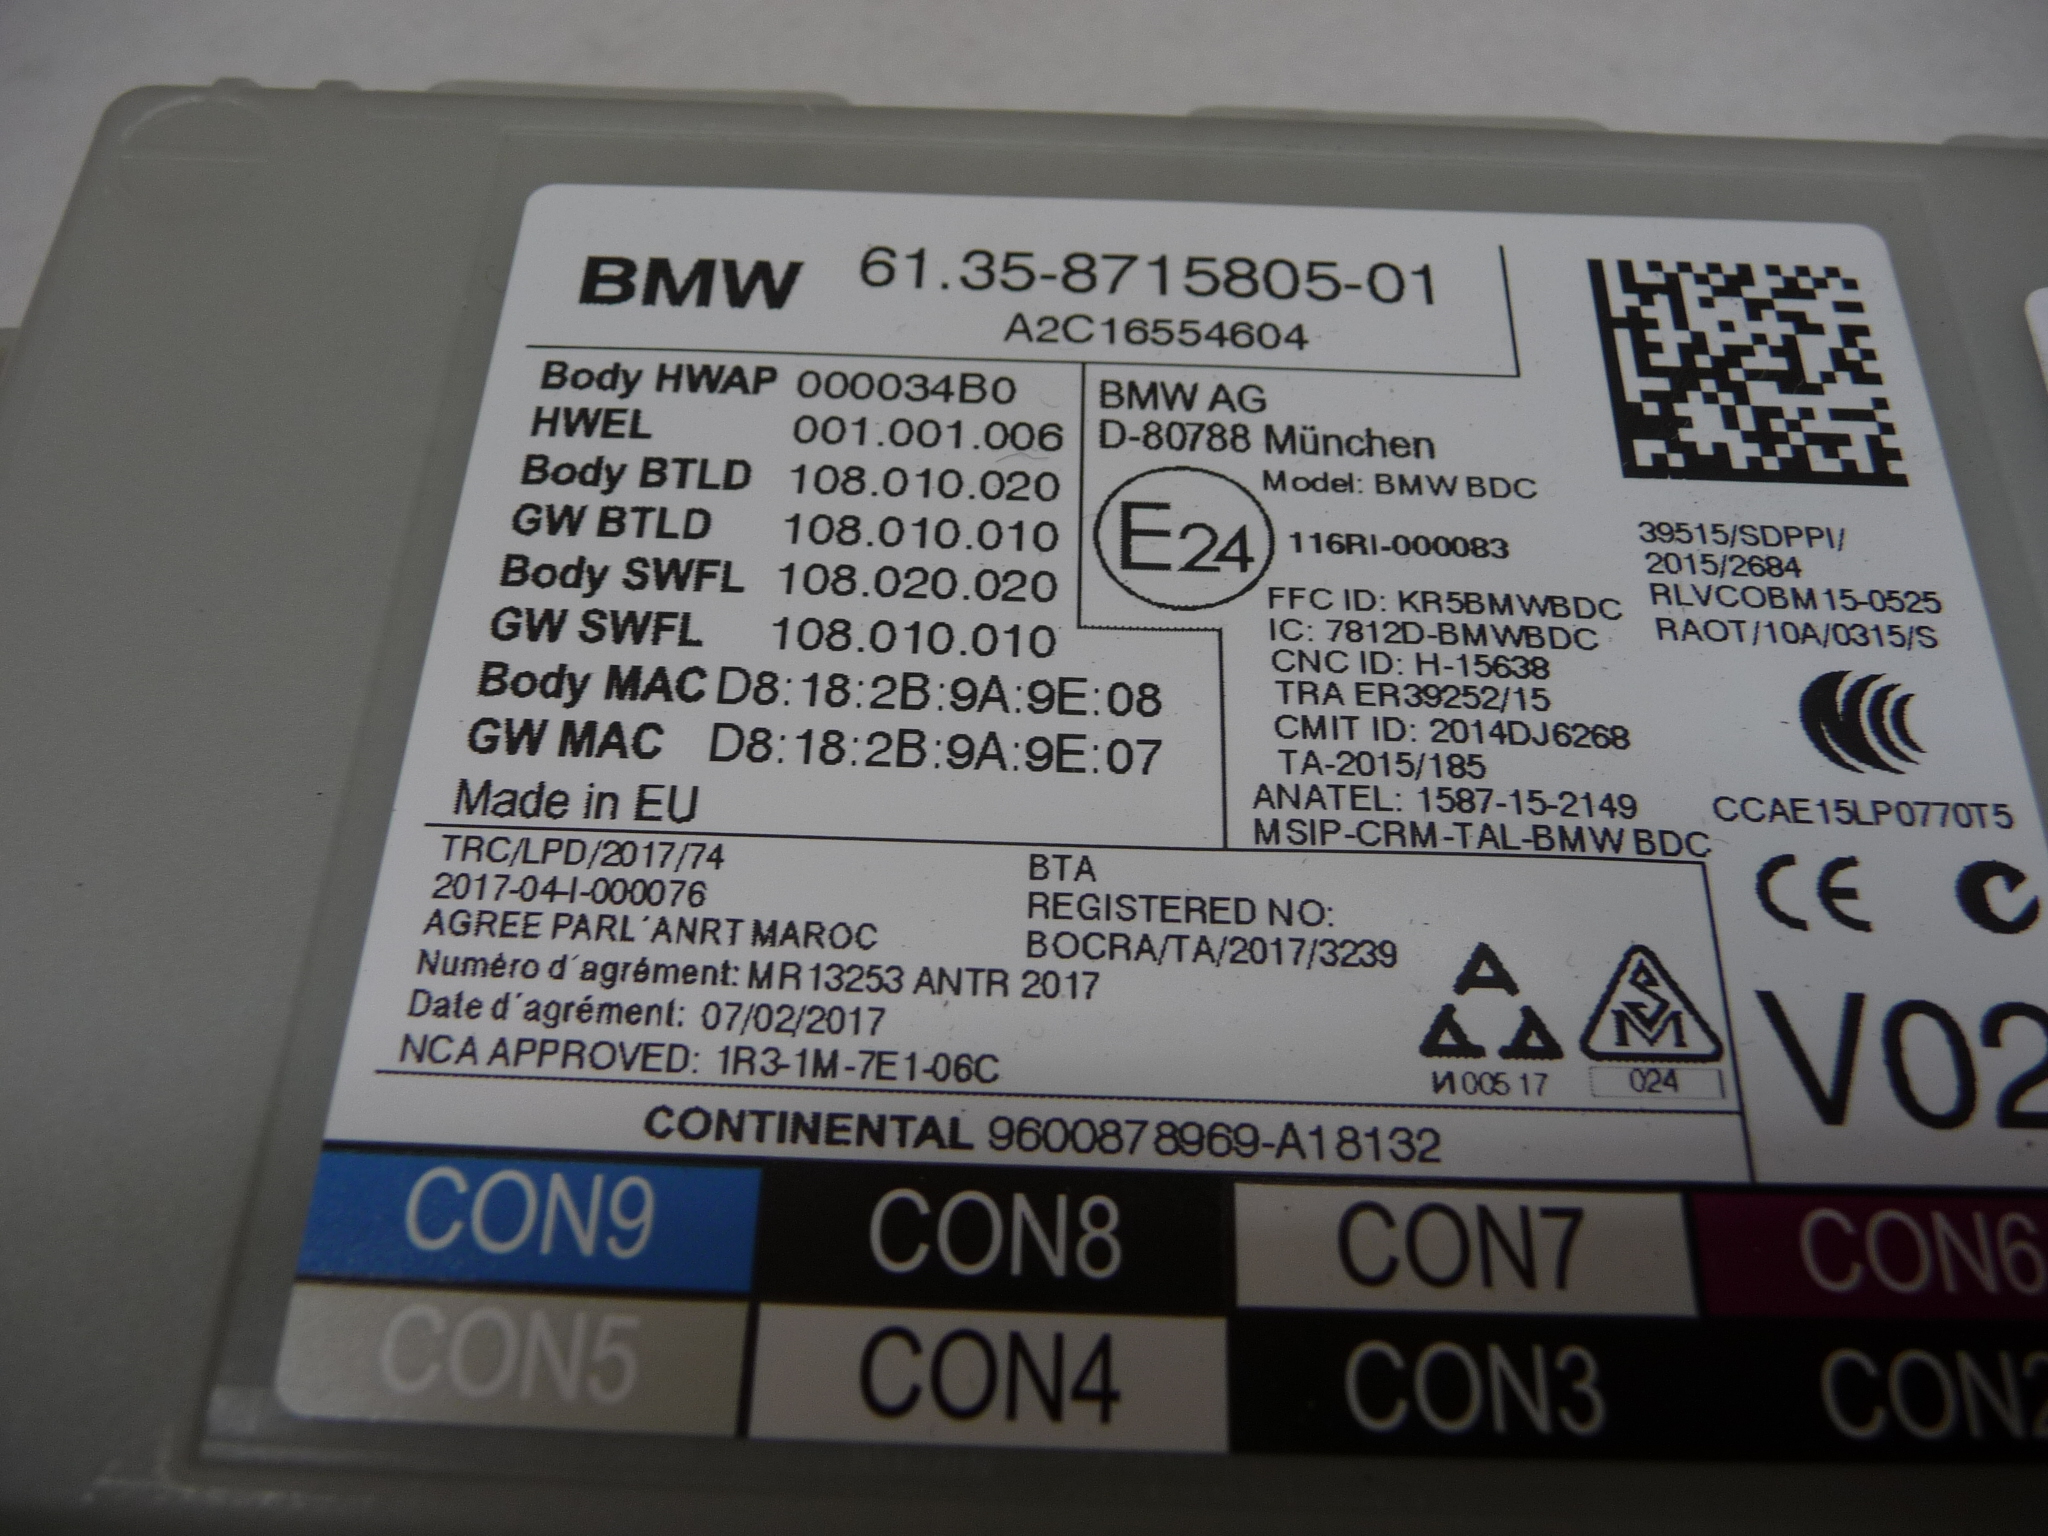 BMW 61.35-8715805-01
A2C16554604
Body HWAP 000034B0
HWEL 001.001.006
Body BTLD 108.010.020
GW BTLD 108.010.010
Body SWFL 108.020.020
GW SWFL 108.010.010
Body MAC D8:18:2B:9A:9E:08
GW MAC D8:18:2B:9A:9E:07
Made in EU
BMW AG
D-80788 München
Model: BMW BDC
E24
116RI-000083
FFC ID: KR5BMWBDC
IC: 7812D-BMWBDC
CNC ID: H-15638
TRA ER39252/15
CMIT ID: 2014DJ6268
TA-2015/185
ANATEL: 1587-15-2149
MSIP-CRM-TAL-BMW BDC
39515/SDPPI/
2015/2684
RLVCOBM15-0525
RAOT/10A/0315/S
CCAE15LP0770T5
CE
TRC/LPD/2017/74
2017-04-I-000076
AGREE PARL´ANRT MAROC
Numéro d´agrément: MR13253 ANTR 2017
Date d´agrément: 07/02/2017
NCA APPROVED: 1R3-1M-7E1-06C
BTA
REGISTERED NO:
BOCRA/TA/2017/3239
И005 17
SM
024
V02
CONTINENTAL 9600878969-A18132
CON9 CON8 CON7 CON6
CON5 CON4 CON3 CON2